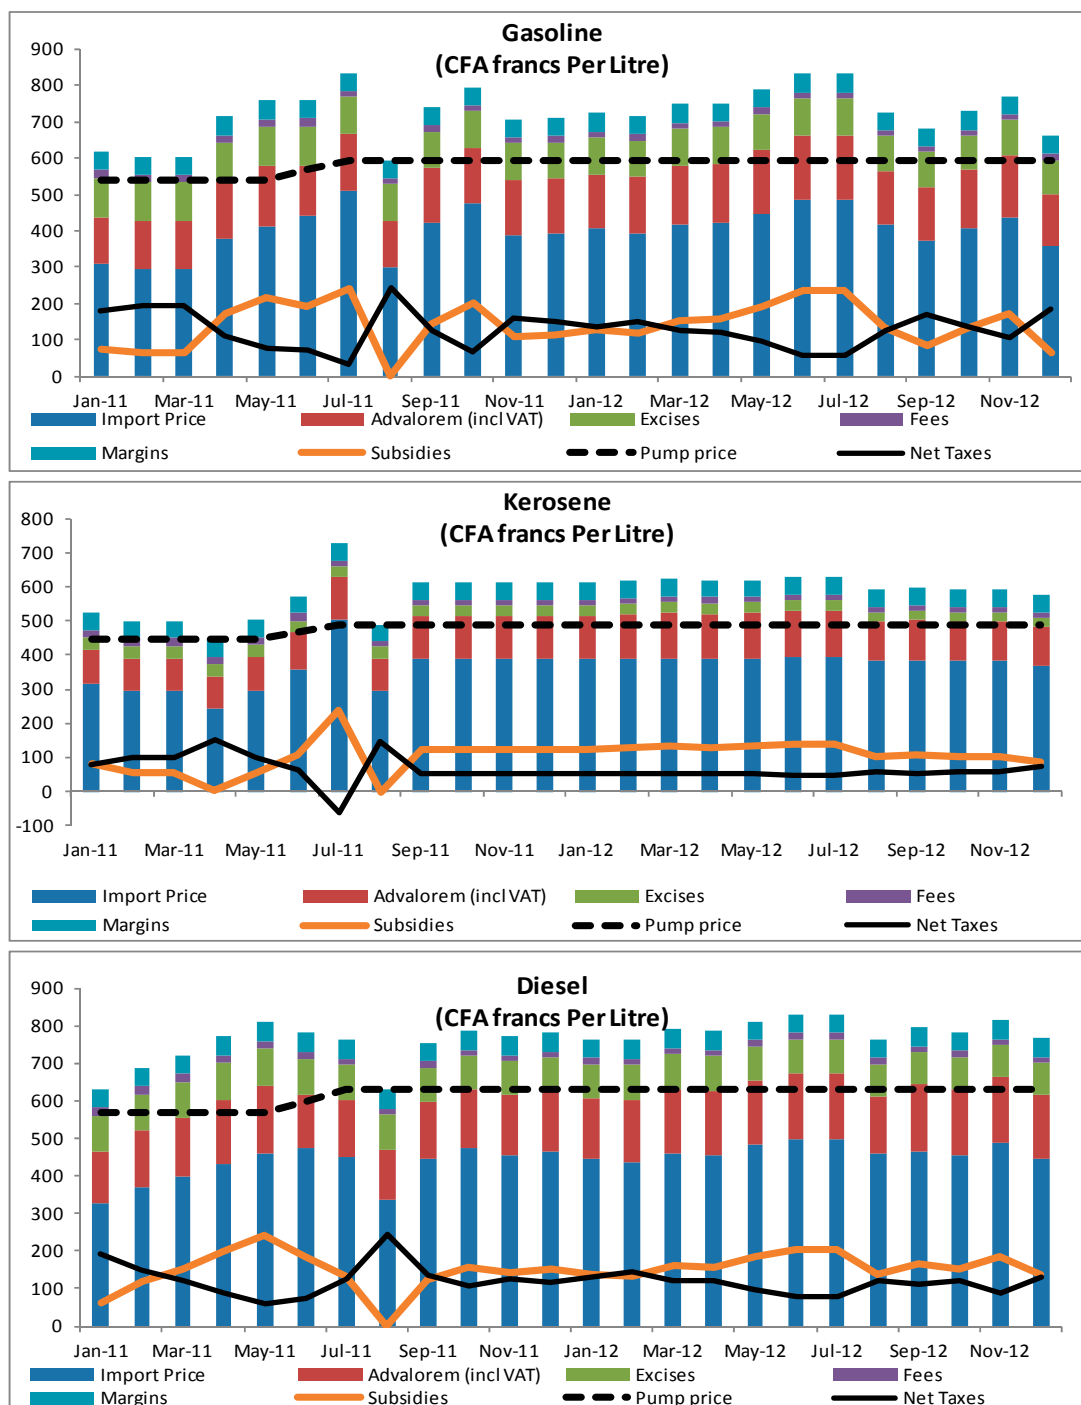 Gasoline
(CFA francs Per Litre)
900
800
700
600
500
400
300
200
100
0
Jan-11 Mar-11 May-11 Jul-11 Sep-11 Nov-11 Jan-12 Mar-12 May-12 Jul-12 Sep-12 Nov-12
Import Price Advalorem (incl VAT) Excises Fees
Margins Subsidies Pump price Net Taxes
Kerosene
(CFA francs Per Litre)
800
700
600
500
400
300
200
100
0
-100
Jan-11 Mar-11 May-11 Jul-11 Sep-11 Nov-11 Jan-12 Mar-12 May-12 Jul-12 Sep-12 Nov-12
Import Price Advalorem (incl VAT) Excises Fees
Margins Subsidies Pump price Net Taxes
Diesel
(CFA francs Per Litre)
900
800
700
600
500
400
300
200
100
0
Jan-11 Mar-11 May-11 Jul-11 Sep-11 Nov-11 Jan-12 Mar-12 May-12 Jul-12 Sep-12 Nov-12
Import Price Advalorem (incl VAT) Excises Fees
Margins Subsidies Pump price Net Taxes